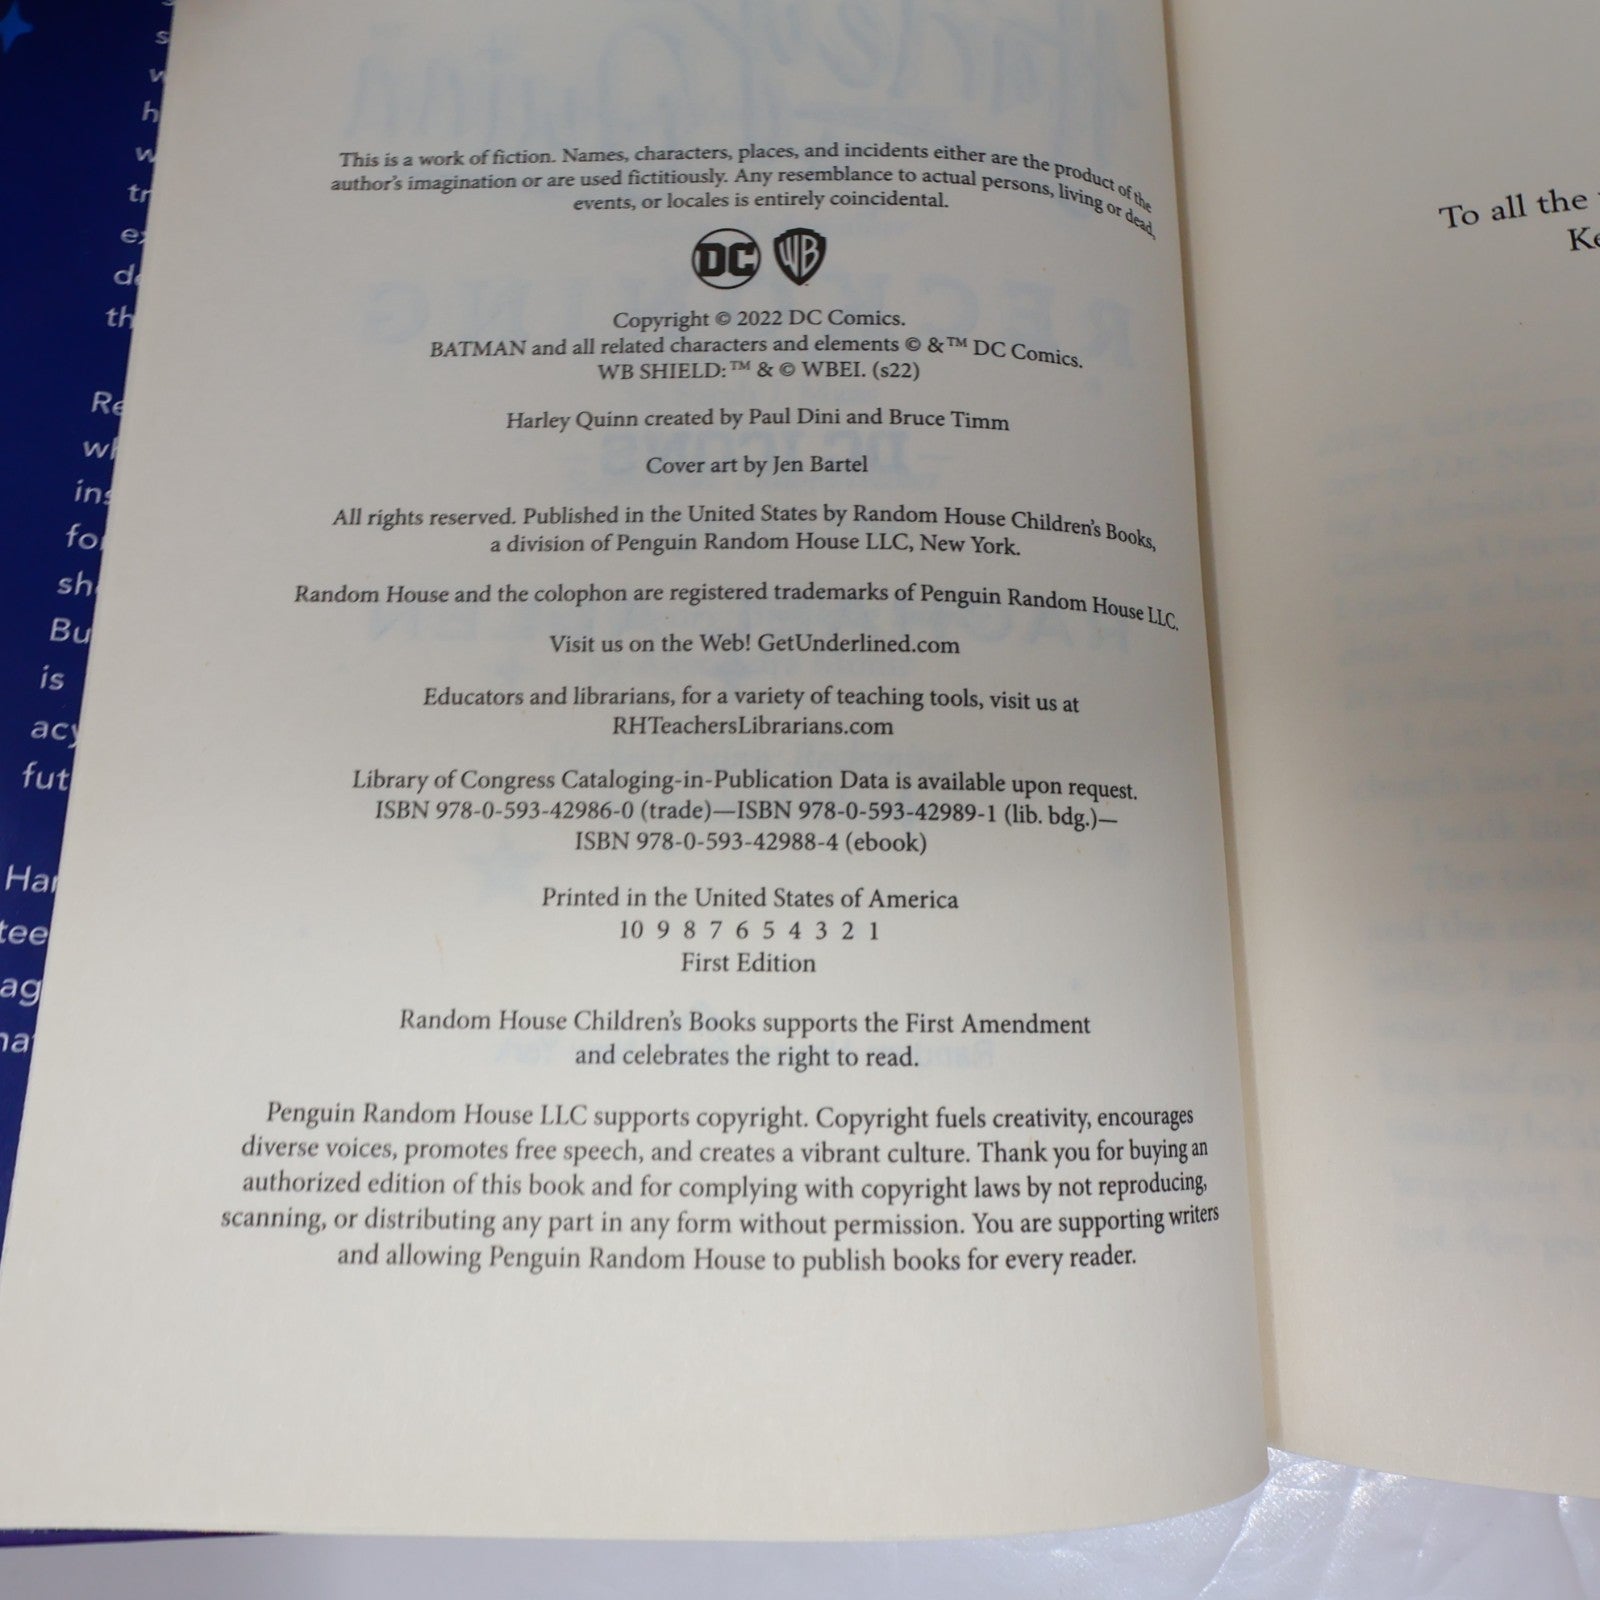 This is a work of fiction. Names, characters, places, and incidents either are the product of the
author's imagination or are used fictitiously. Any resemblance to actual persons, living or dead,
events, or locales is entirely coincidental.
DC WB
Copyright © 2022 DC Comics.
BATMAN and all related characters and elements © & ™ DC Comics.
WB SHIELD: ™ & © WBEI. (s22)
Harley Quinn created by Paul Dini and Bruce Timm
Cover art by Jen Bartel
All rights reserved. Published in the United States by Random House Children's Books,
a division of Penguin Random House LLC, New York.
Random House and the colophon are registered trademarks of Penguin Random House LLC.
Visit us on the Web! GetUnderlined.com
Educators and librarians, for a variety of teaching tools, visit us at
RHTeachersLibrarians.com
Library of Congress Cataloging-in-Publication Data is available upon request.
ISBN 978-0-593-42986-0 (trade)—ISBN 978-0-593-42989-1 (lib. bdg.)—
ISBN 978-0-593-42988-4 (ebook)
Printed in the United States of America
10 9 8 7 6 5 4 3 2 1
First Edition
Random House Children's Books supports the First Amendment
and celebrates the right to read.
Penguin Random House LLC supports copyright. Copyright fuels creativity, encourages
diverse voices, promotes free speech, and creates a vibrant culture. Thank you for buying an
authorized edition of this book and for complying with copyright laws by not reproducing,
scanning, or distributing any part in any form without permission. You are supporting writers
and allowing Penguin Random House to publish books for every reader.
To all the